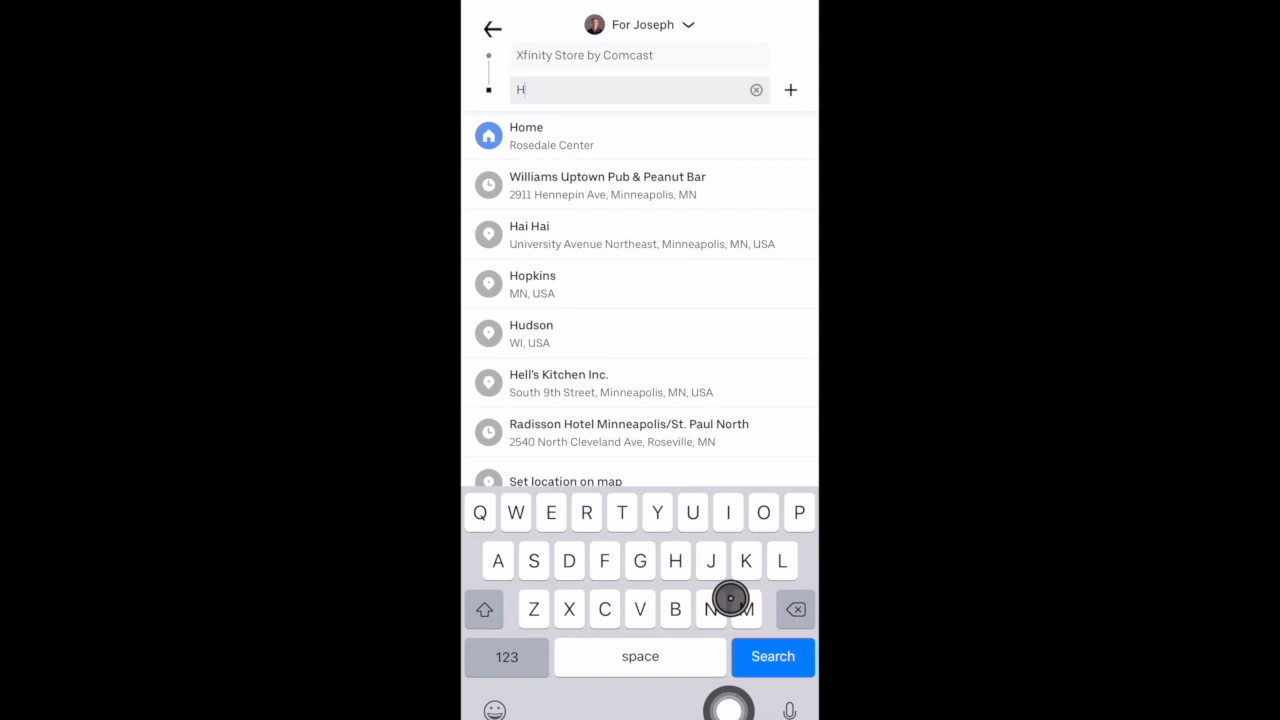 For Joseph
Xfinity Store by Comcast
H
Home
Rosedale Center
Williams Uptown Pub & Peanut Bar
2911 Hennepin Ave, Minneapolis, MN
Hai Hai
University Avenue Northeast, Minneapolis, MN, USA
Hopkins
MN, USA
Hudson
WI, USA
Hell's Kitchen Inc.
South 9th Street, Minneapolis, MN, USA
Radisson Hotel Minneapolis/St. Paul North
2540 North Cleveland Ave, Roseville, MN
Set location on map
Q W E R T Y U I O P
A S D F G H J K L
Z X C V B N M
123 space Search